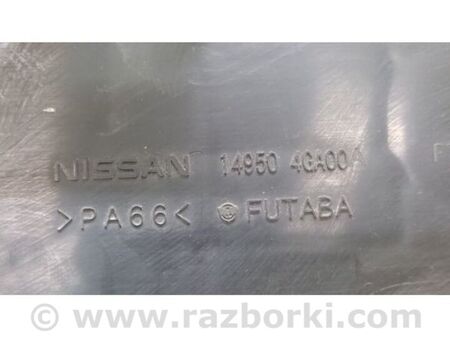 NISSAN 14950 4GA00A
>PA66< FUTABA
© www.razborki.com